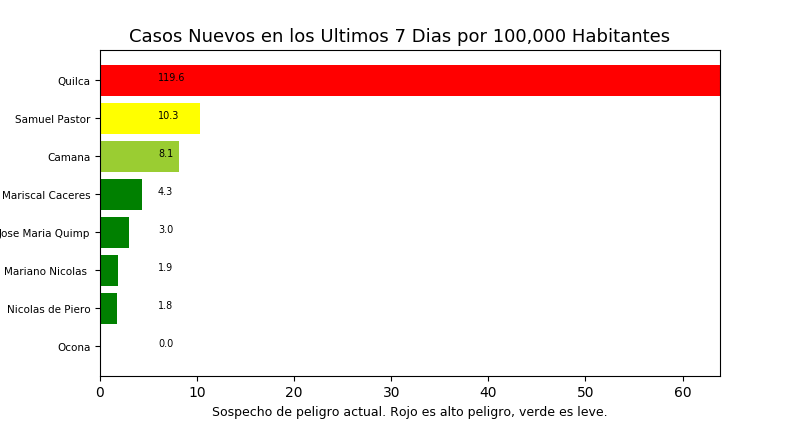 Casos Nuevos en los Ultimos 7 Dias por 100,000 Habitantes
Quilca 119.6
Samuel Pastor 10.3
Camana 8.1
Mariscal Caceres 4.3
Jose Maria Quimp 3.0
Mariano Nicolas 1.9
Nicolas de Piero 1.8
Ocona 0.0
0 10 20 30 40 50 60
Sospecho de peligro actual. Rojo es alto peligro, verde es leve.